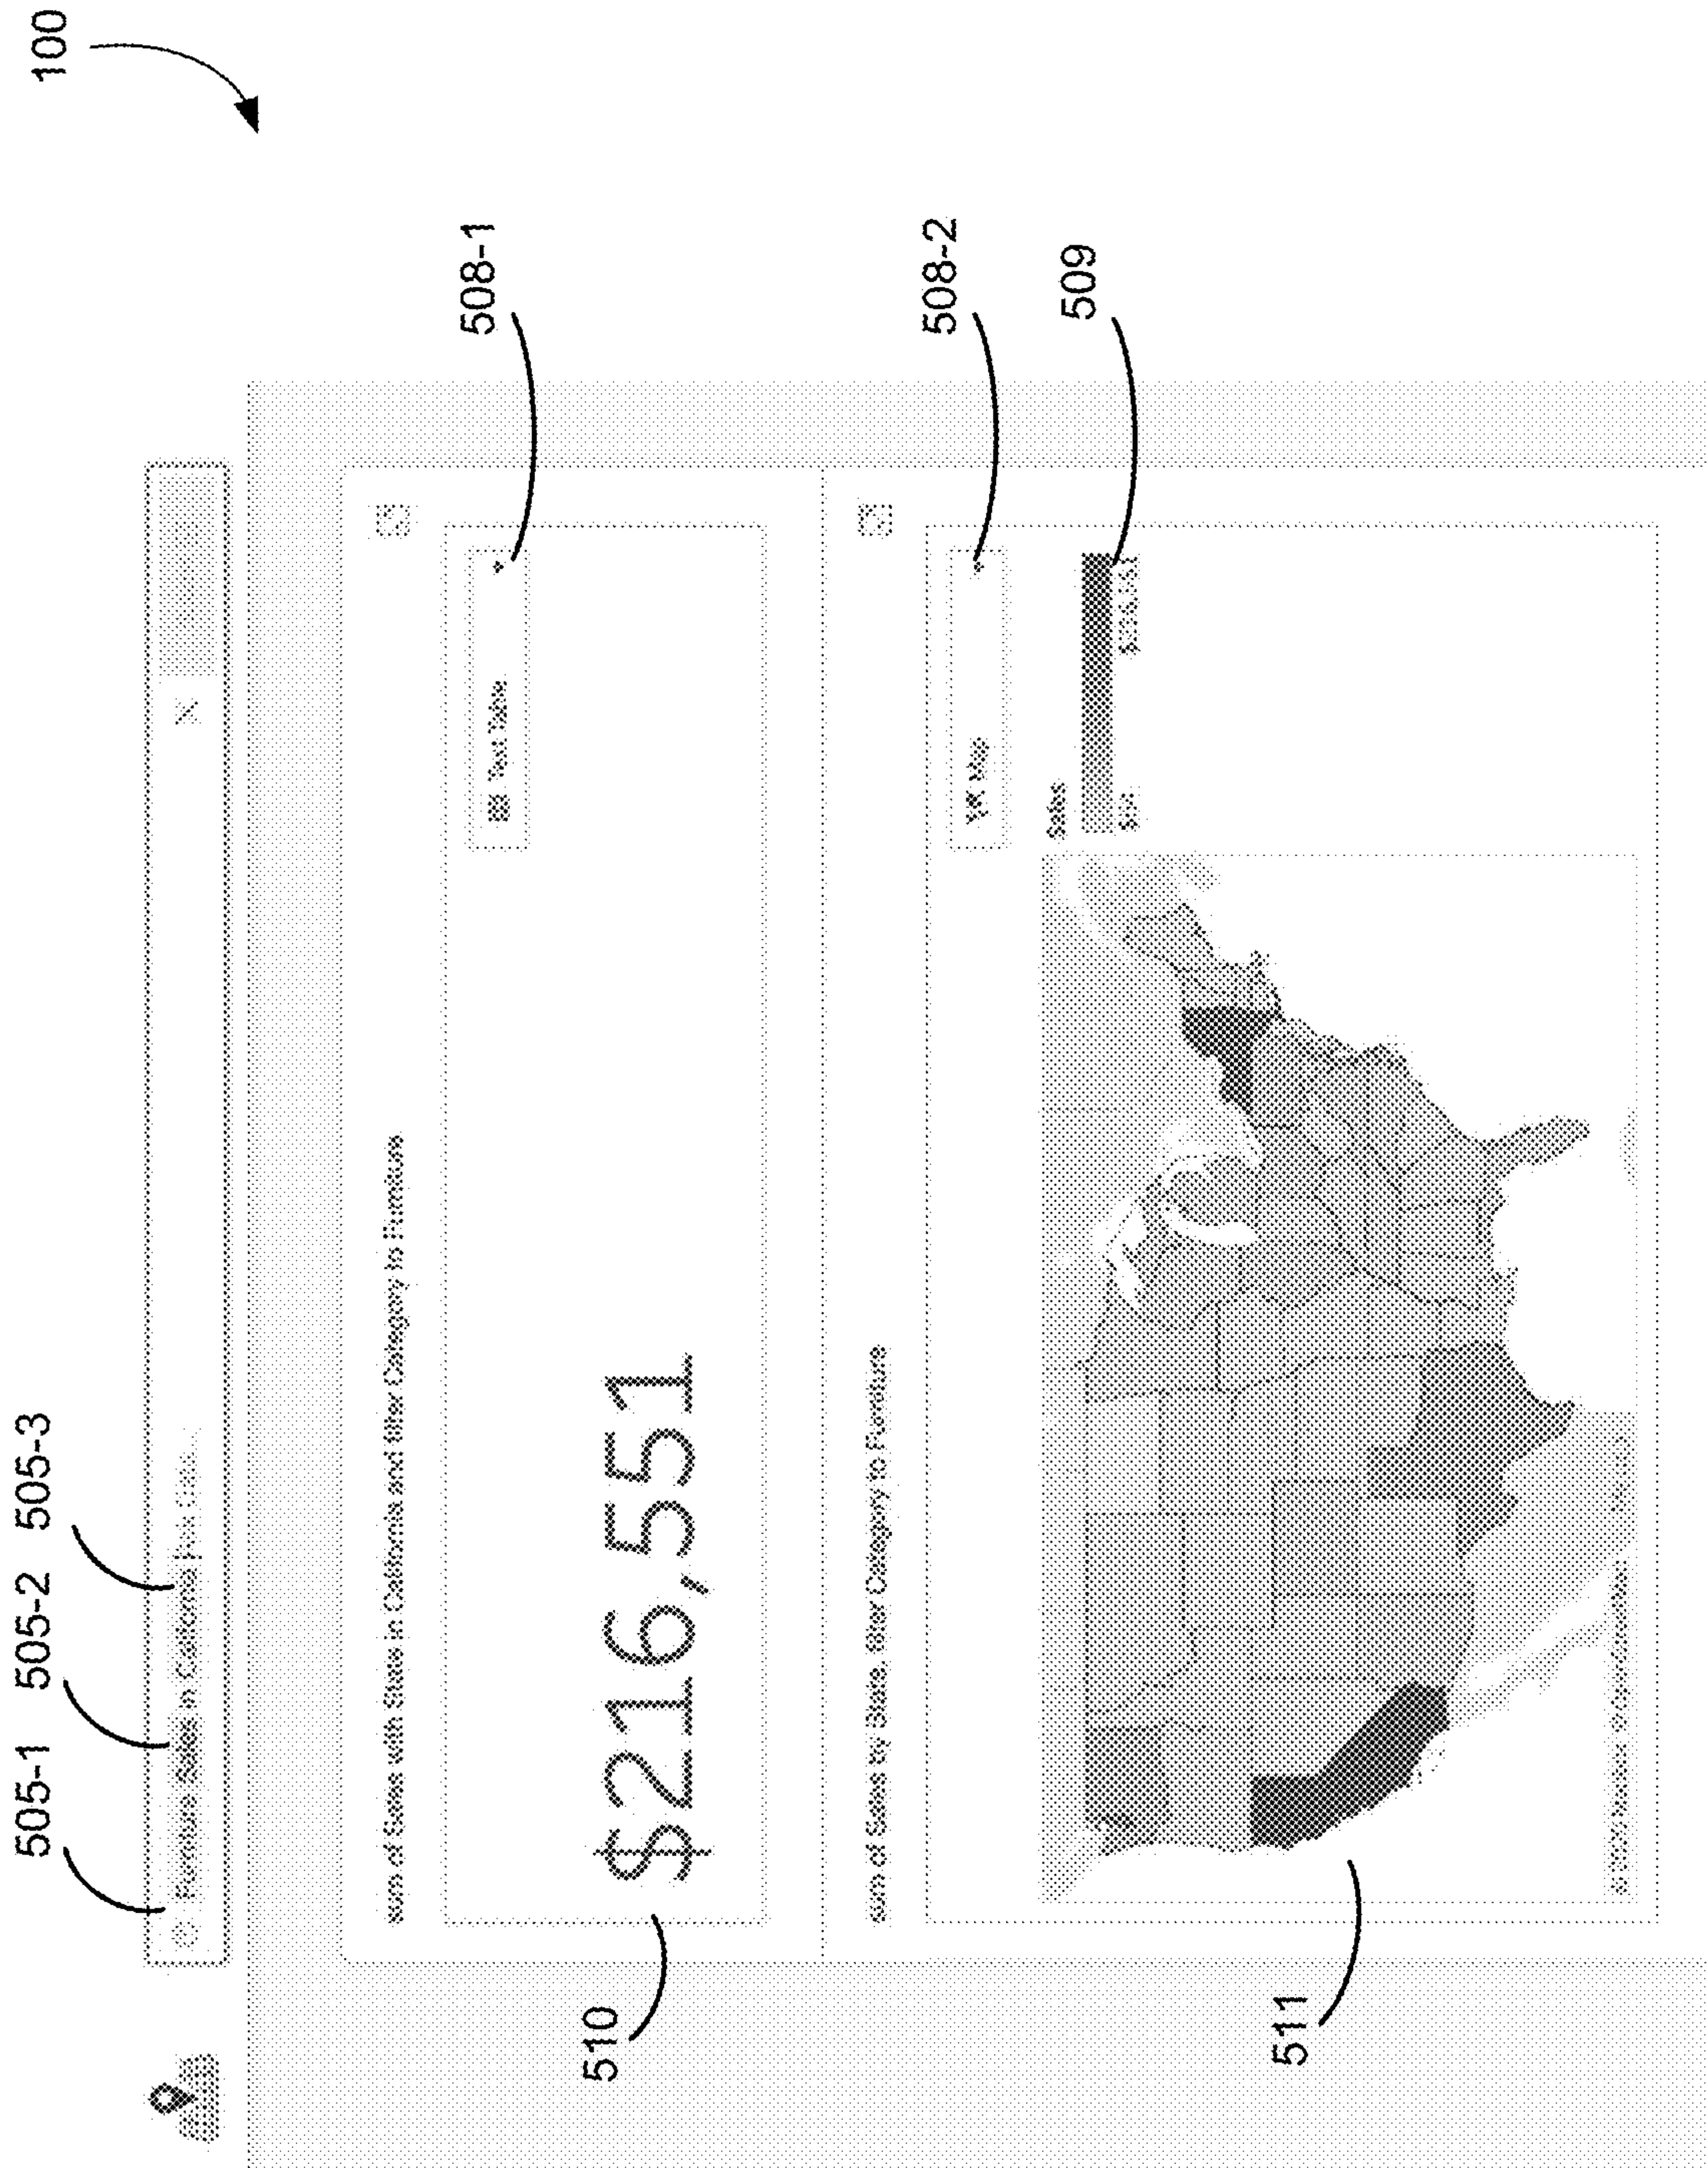 100
505-1 505-2 505-3
Furniture Sales in California
sum of Sales with State in California and filter Category to Furniture
508-1
Text Table
510
$216,551
sum of Sales by State, filter Category to Furniture
508-2
Map
509
Sales
511